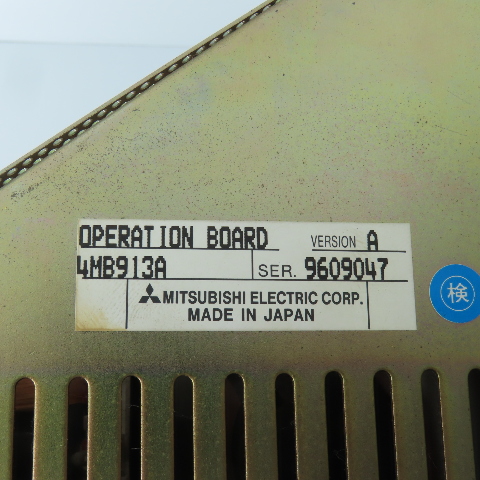 OPERATION BOARD VERSION A
4MB913A SER. 9609047
MITSUBISHI ELECTRIC CORP.
MADE IN JAPAN
検